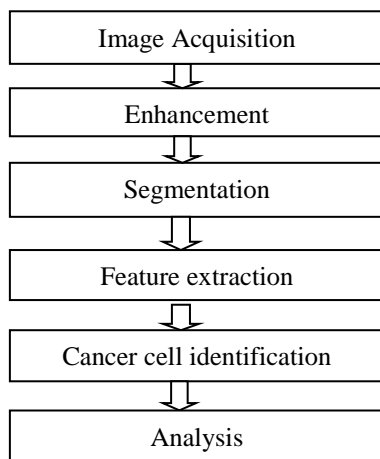 Image Acquisition
Enhancement
Segmentation
Feature extraction
Cancer cell identification
Analysis